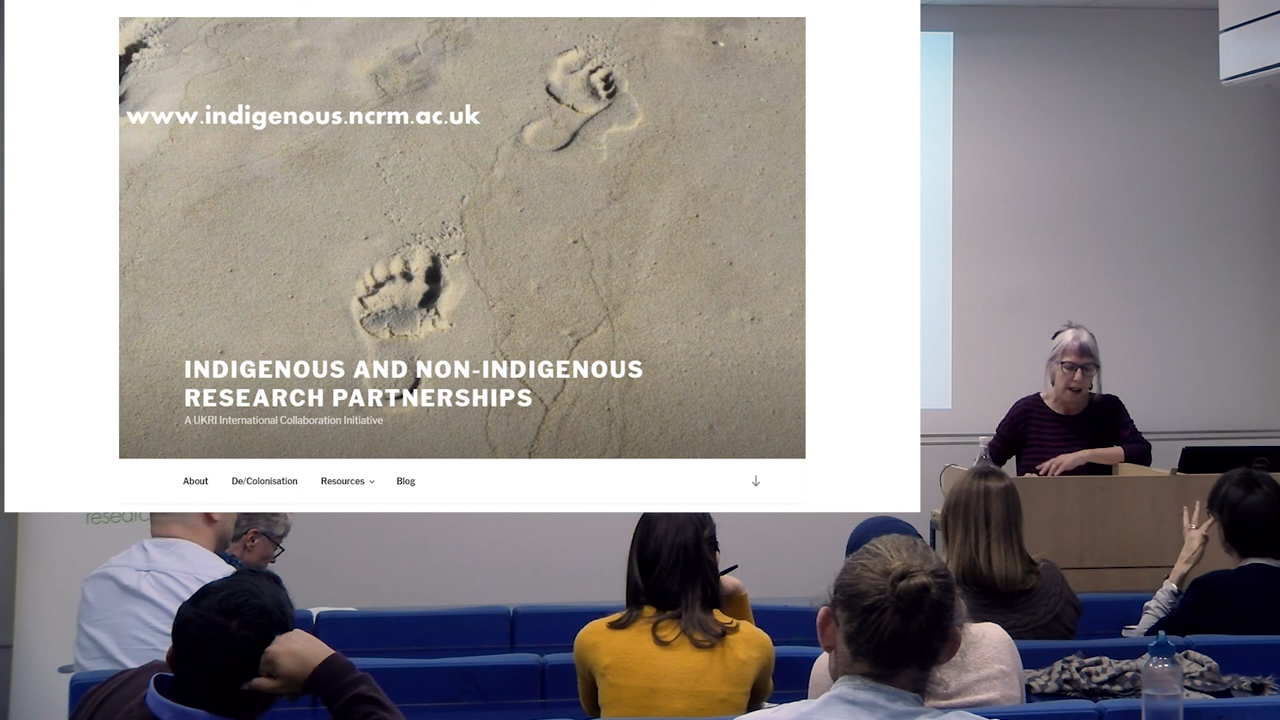 www.indigenous.ncrm.ac.uk
INDIGENOUS AND NON-INDIGENOUS
RESEARCH PARTNERSHIPS
A UKRI International Collaboration Initiative
About De/Colonisation Resources Blog